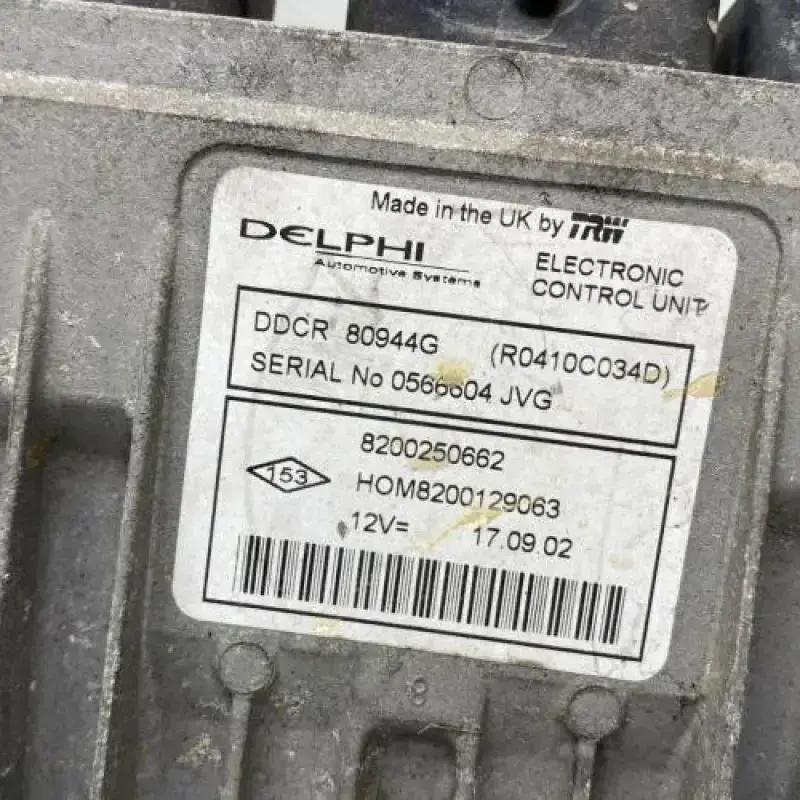 Made in the UK by TRW
DELPHI
Automotive Systems
ELECTRONIC
CONTROL UNIT
DDCR 80944G (R0410C034D)
SERIAL No 0566604 JVG
8200250662
153
HOM8200129063
12V= 17.09.02
8